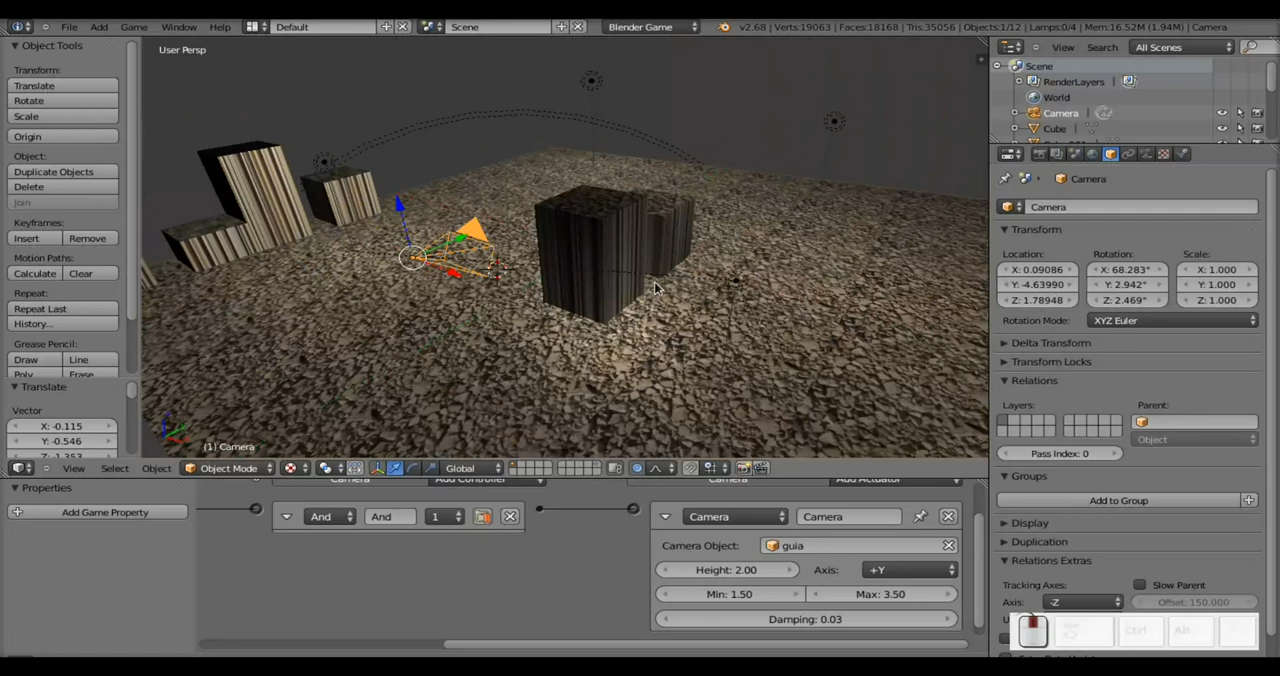 File Add Game Window Help Default Scene Blender Game v2.68 | Verts:19063 | Faces:18168 | Tris:35056 | Objects:1/12 | Lamps:0/4 | Mem:16.52M (1.94M) | Camera
Object Tools
Transform:
Translate
Rotate
Scale
Origin
Object:
Duplicate Objects
Delete
Join
Keyframes:
Insert Remove
Motion Paths:
Calculate Clear
Repeat:
Repeat Last
History...
Grease Pencil:
Draw Line
Poly Erase
Translate
Vector
X: -0.115
Y: -0.546
Z: -1.353
User Persp
(1) Camera
View Select Object Object Mode Global
View Search All Scenes
Scene
RenderLayers |
World
Camera
Cube
Camera
Camera
Transform
Location: Rotation: Scale:
X: 0.09086 X: 68.283° X: 1.000
Y: -4.63990 Y: 2.942° Y: 1.000
Z: 1.78948 Z: 2.469° Z: 1.000
Rotation Mode: XYZ Euler
Delta Transform
Transform Locks
Relations
Layers: Parent:
Object
Pass Index: 0
Groups
Add to Group
Display
Duplication
Relations Extras
Tracking Axes: Slow Parent
Axis: -Z Offset: 150.000
Ctrl Alt
Properties
Add Game Property
Camera Add Controller Camera Add Actuator
And And 1
Camera Camera
Camera Object: guia
Height: 2.00 Axis: +Y
Min: 1.50 Max: 3.50
Damping: 0.03